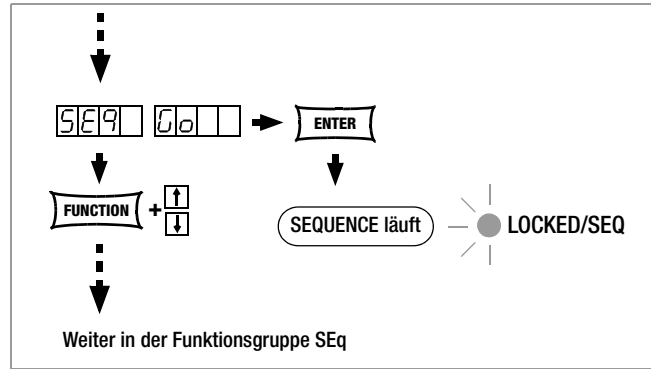 SEq Go
ENTER
FUNCTION +
SEQUENCE läuft
LOCKED/SEQ
Weiter in der Funktionsgruppe SEq